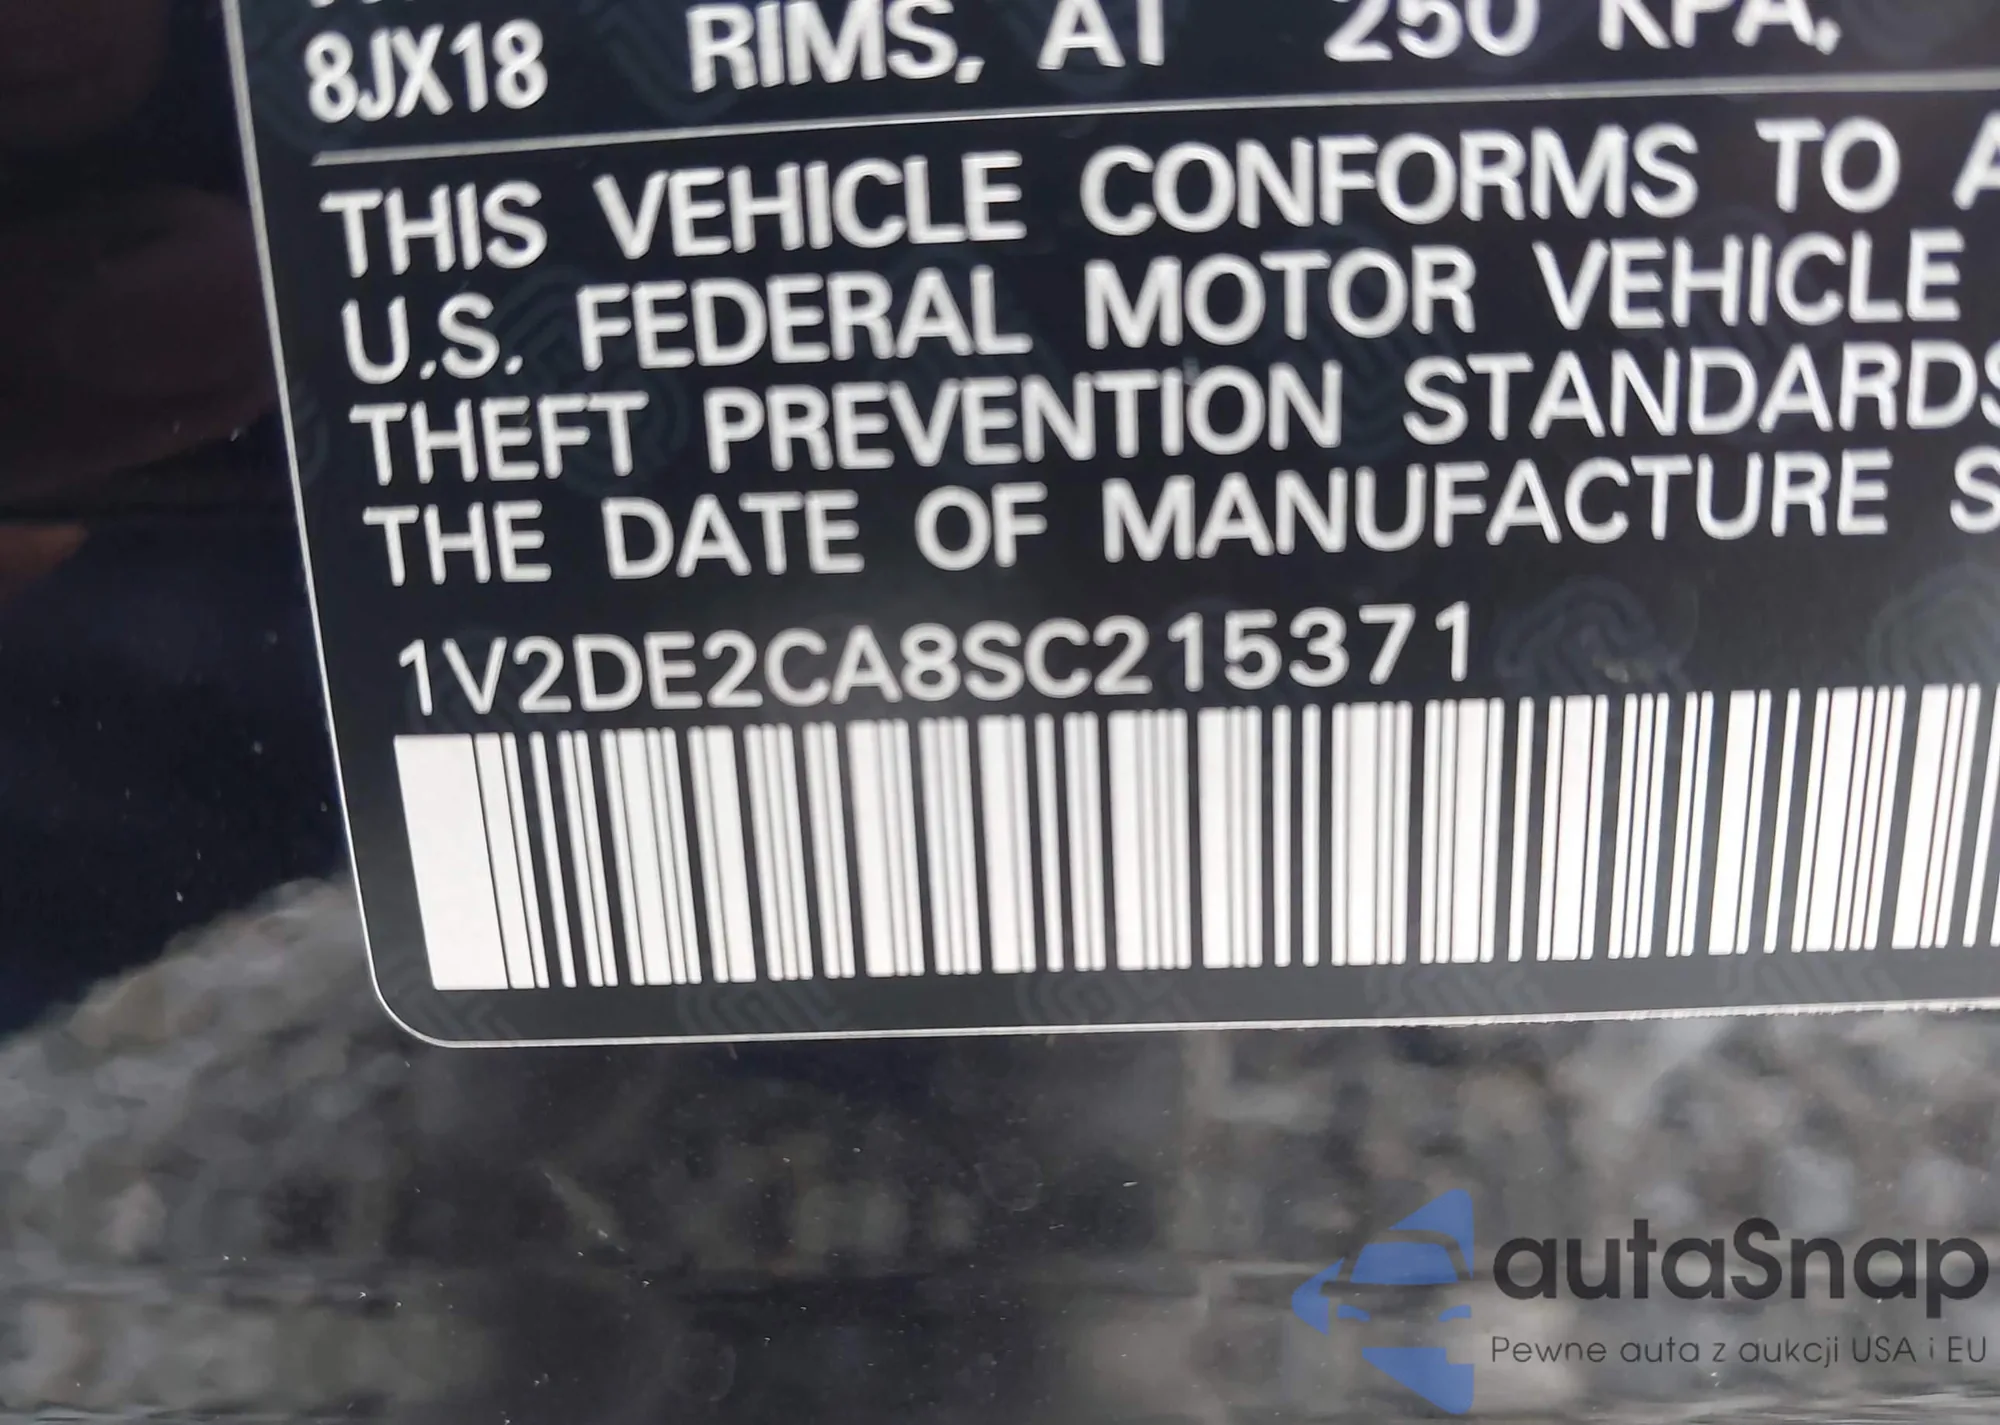 8JX18 RIMS, AT 250 KPA.
THIS VEHICLE CONFORMS TO A
U.S. FEDERAL MOTOR VEHICLE
THEFT PREVENTION STANDARDS
THE DATE OF MANUFACTURE S
1V2DE2CA8SC215371
autaSnap
Pewne auta z aukcji USA i EU